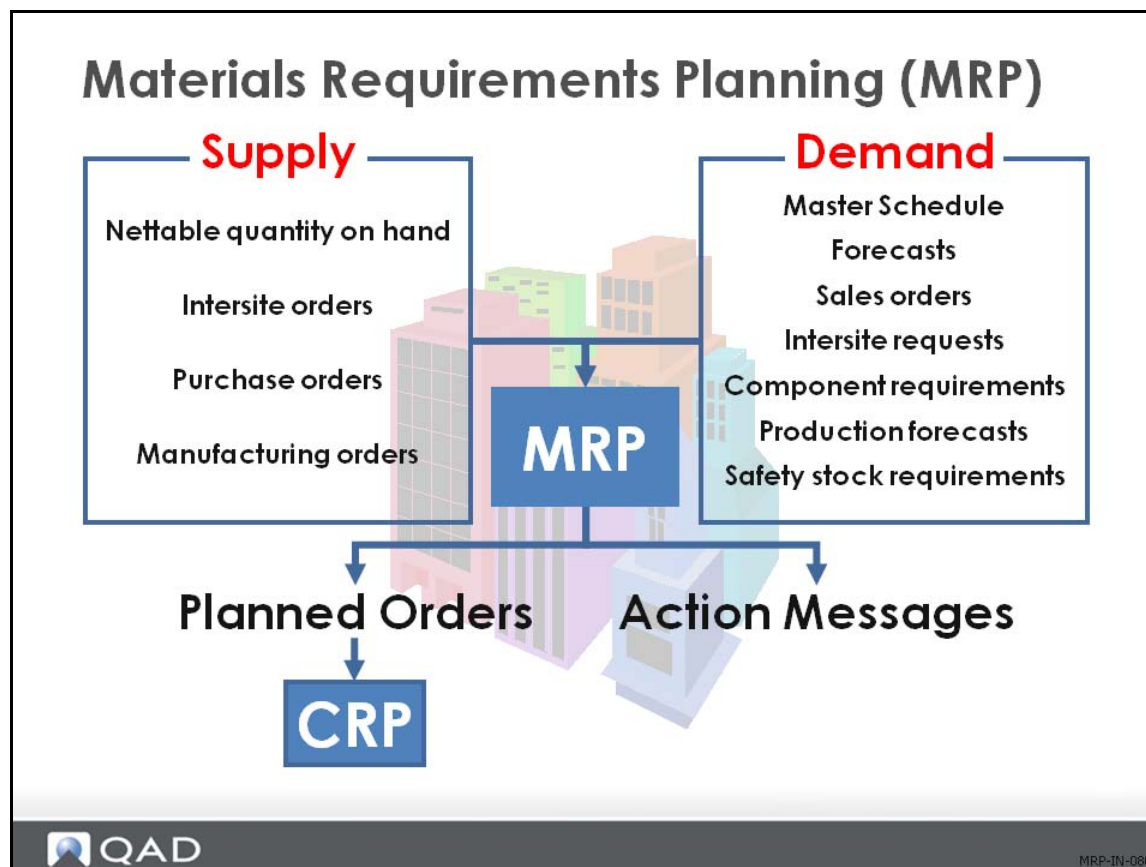 Materials Requirements Planning (MRP)
Supply
Nettable quantity on hand
Intersite orders
Purchase orders
Manufacturing orders
Demand
Master Schedule
Forecasts
Sales orders
Intersite requests
Component requirements
Production forecasts
Safety stock requirements
MRP
Planned Orders
Action Messages
CRP
QAD